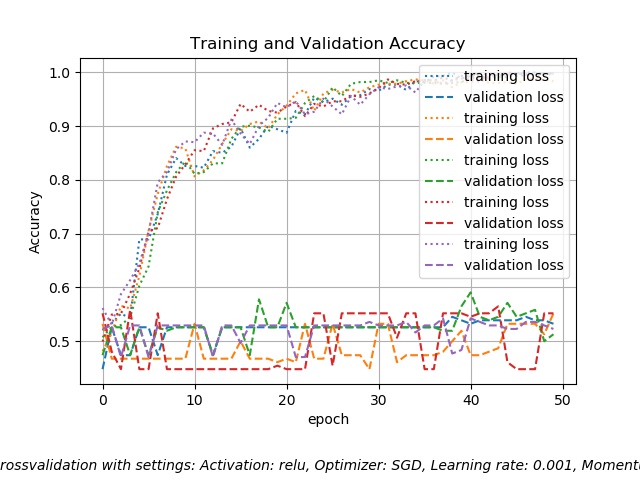 Training and Validation Accuracy
1.0
0.9
0.8
0.7
0.6
0.5
Accuracy
training loss
validation loss
training loss
validation loss
training loss
validation loss
training loss
validation loss
training loss
validation loss
0 10 20 30 40 50
epoch
rossvalidation with settings: Activation: relu, Optimizer: SGD, Learning rate: 0.001, Moment